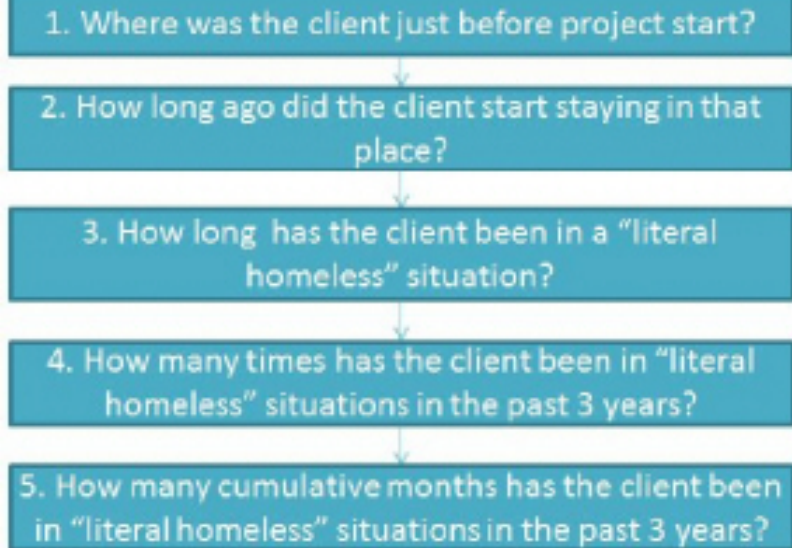 1. Where was the client just before project start?
2. How long ago did the client start staying in that
place?
3. How long has the client been in a “literal
homeless” situation?
4. How many times has the client been in “literal
homeless” situations in the past 3 years?
5. How many cumulative months has the client been
in “literal homeless” situations in the past 3 years?